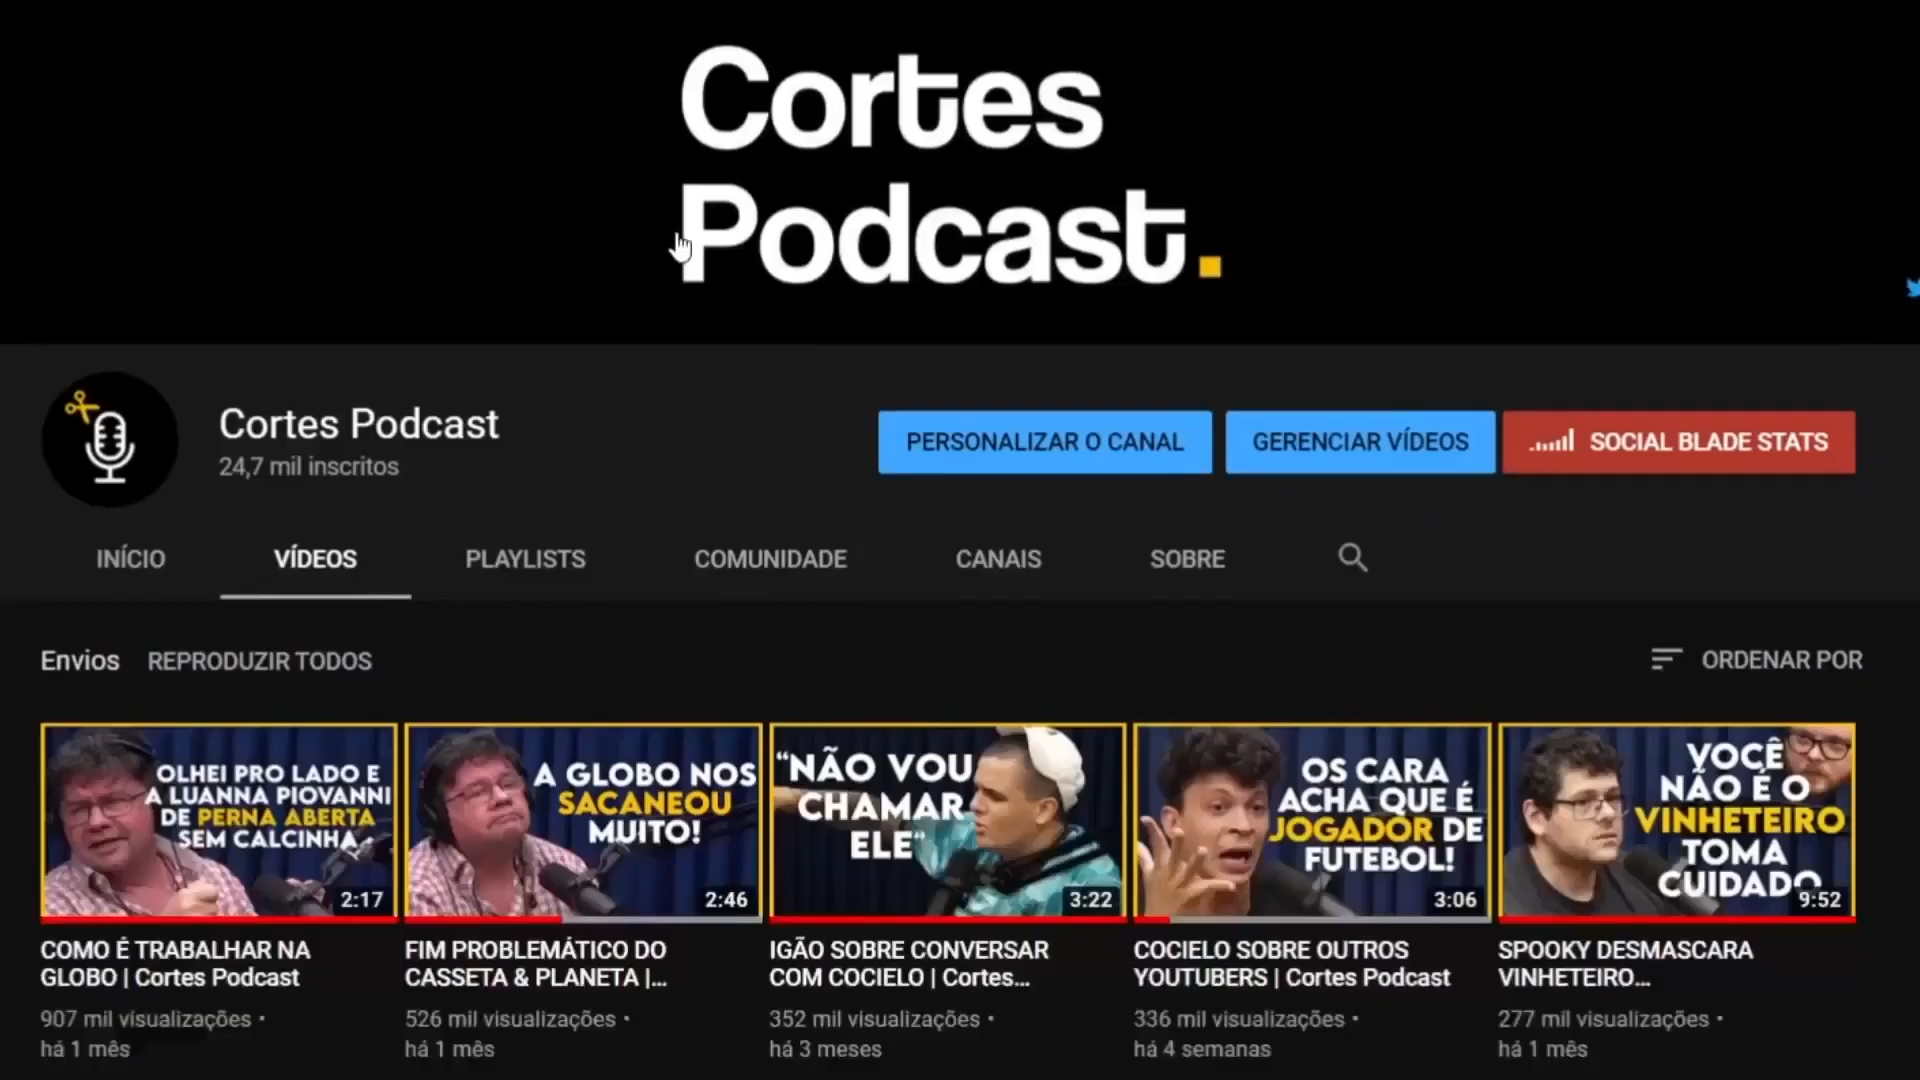 Cortes
Podcast.
Cortes Podcast
24,7 mil inscritos
PERSONALIZAR O CANAL
GERENCIAR VÍDEOS
SOCIAL BLADE STATS
INÍCIO
VÍDEOS
PLAYLISTS
COMUNIDADE
CANAIS
SOBRE
Envios
REPRODUZIR TODOS
ORDENAR POR
OLHEI PRO LADO E
A LUANNA PIOVANNI
DE PERNA ABERTA
SEM CALCINHA
2:17
A GLOBO NOS
SACANEOU
MUITO!
2:46
“NÃO VOU
CHAMAR
ELE“
3:22
OS CARA
ACHA QUE É
JOGADOR DE
FUTEBOL!
3:06
VOCÊ
NÃO É O
VINHETEIRO
TOMA
CUIDADO
9:52
COMO É TRABALHAR NA
GLOBO | Cortes Podcast
907 mil visualizações •
há 1 mês
FIM PROBLEMÁTICO DO
CASSETA & PLANETA |...
526 mil visualizações •
há 1 mês
IGÃO SOBRE CONVERSAR
COM COCIELO | Cortes...
352 mil visualizações •
há 3 meses
COCIELO SOBRE OUTROS
YOUTUBERS | Cortes Podcast
336 mil visualizações •
há 4 semanas
SPOOKY DESMASCARA
VINHETEIRO...
277 mil visualizações •
há 1 mês